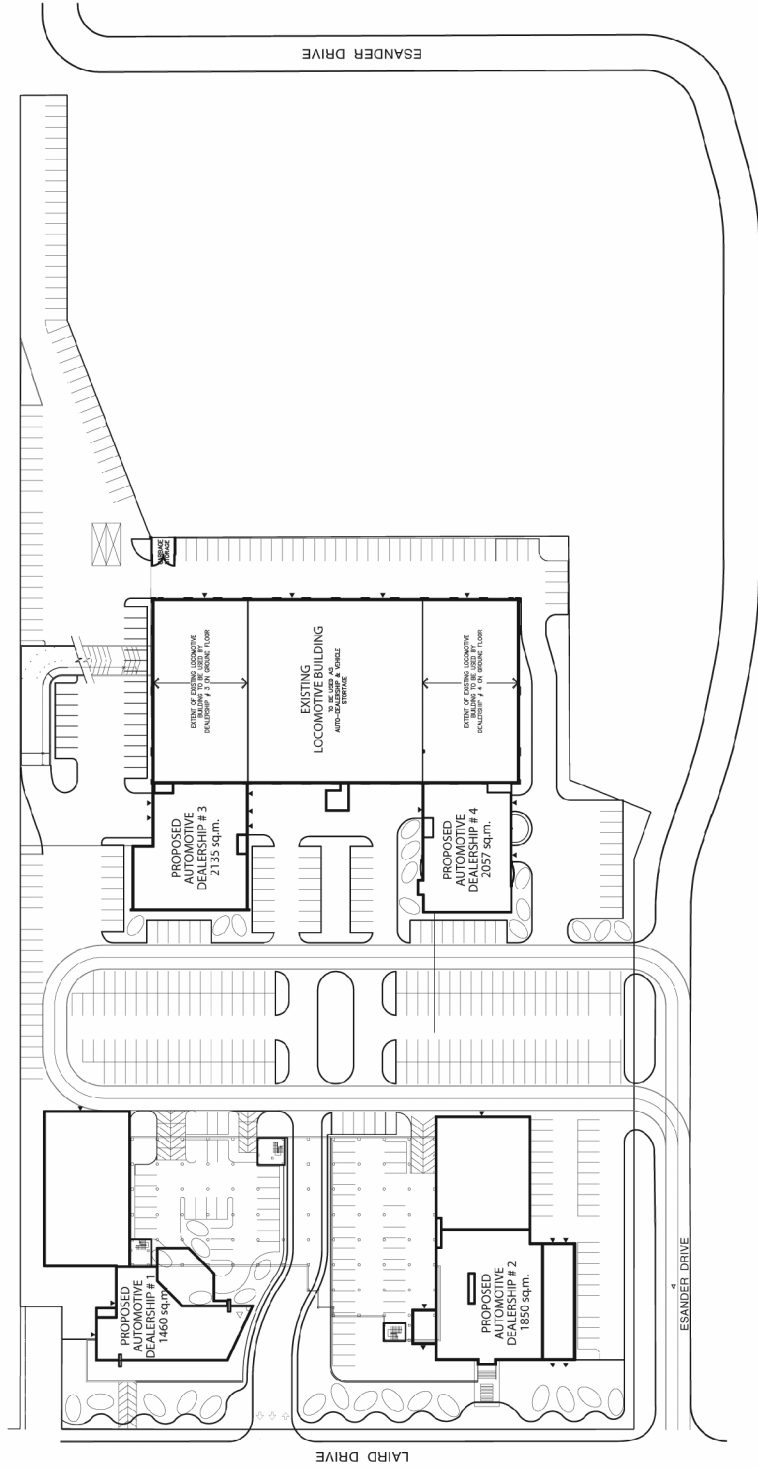 ESANDER DRIVE
GARBAGE
STORAGE
EXTENT OF EXISTING LOCOMOTIVE
BUILDING TO BE USED BY
DEALERSHIP # 3 ON GROUND FLOOR
EXISTING
LOCOMOTIVE BUILDING
TO BE USED AS
AUTO-DEALERSHIP & VEHICLE
STORTAGE
EXTENT OF EXISTING LOCOMOTIVE
BUILDING TO BE USED BY
DEALERSHIP # 4 ON GROUND FLOOR
PROPOSED
AUTOMOTIVE
DEALERSHIP # 3
2135 sq.m.
PROPOSED
AUTOMOTIVE
DEALERSHIP # 4
2057 sq.m.
PROPOSED
AUTOMOTIVE
DEALERSHIP # 1
1460 sq.m.
PROPOSED
AUTOMOTIVE
DEALERSHIP # 2
1850 sq.m.
ESANDER DRIVE
LAIRD DRIVE